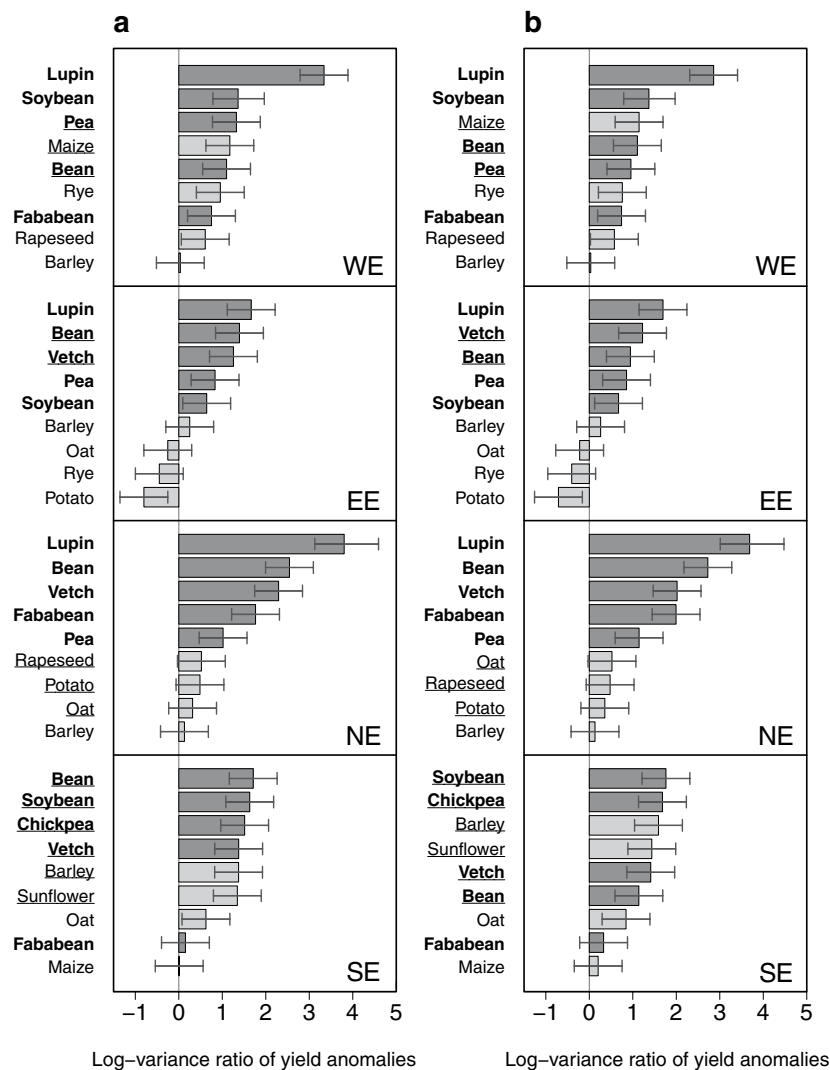 a
Lupin
Soybean
Pea
Maize
Bean
Rye
Fababean
Rapeseed
Barley
WE
Lupin
Bean
Vetch
Pea
Soybean
Barley
Oat
Rye
Potato
EE
Lupin
Bean
Vetch
Fababean
Pea
Rapeseed
Potato
Oat
Barley
NE
Bean
Soybean
Chickpea
Vetch
Barley
Sunflower
Oat
Fababean
Maize
SE
−1 0 1 2 3 4 5
Log−variance ratio of yield anomalies
b
Lupin
Soybean
Maize
Bean
Pea
Rye
Fababean
Rapeseed
Barley
WE
Lupin
Vetch
Bean
Pea
Soybean
Barley
Oat
Rye
Potato
EE
Lupin
Bean
Vetch
Fababean
Pea
Oat
Rapeseed
Potato
Barley
NE
Soybean
Chickpea
Barley
Sunflower
Vetch
Bean
Oat
Fababean
Maize
SE
−1 0 1 2 3 4 5
Log−variance ratio of yield anomalies